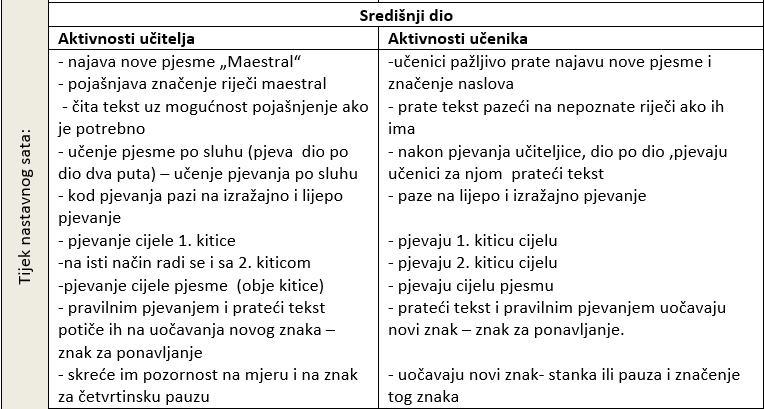 Središnji dio
Aktivnosti učitelja
- najava nove pjesme „Maestral“
- pojašnjava značenje riječi maestral
- čita tekst uz mogućnost pojašnjenje ako
je potrebno
- učenje pjesme po sluhu (pjeva dio po
dio dva puta) – učenje pjevanja po sluhu
- kod pjevanja pazi na izražajno i lijepo
pjevanje
- pjevanje cijele 1. kitice
-na isti način radi se i sa 2. kiticom
-pjevanje cijele pjesme (obje kitice)
- pravilnim pjevanjem i prateći tekst
potiče ih na uočavanja novog znaka –
znak za ponavljanje
- skreće im pozornost na mjeru i na znak
za četvrtinsku pauzu
Aktivnosti učenika
-učenici pažljivo prate najavu nove pjesme i
značenje naslova
- prate tekst pazeći na nepoznate riječi ako ih
ima
- nakon pjevanja učiteljice, dio po dio ,pjevaju
učenici za njom prateći tekst
- paze na lijepo i izražajno pjevanje
- pjevaju 1. kiticu cijelu
- pjevaju 2. kiticu cijelu
- pjevaju cijelu pjesmu
- prateći tekst i pravilnim pjevanjem uočavaju
novi znak – znak za ponavljanje.
- uočavaju novi znak- stanka ili pauza i značenje
tog znaka
Tijek nastavnog sata: